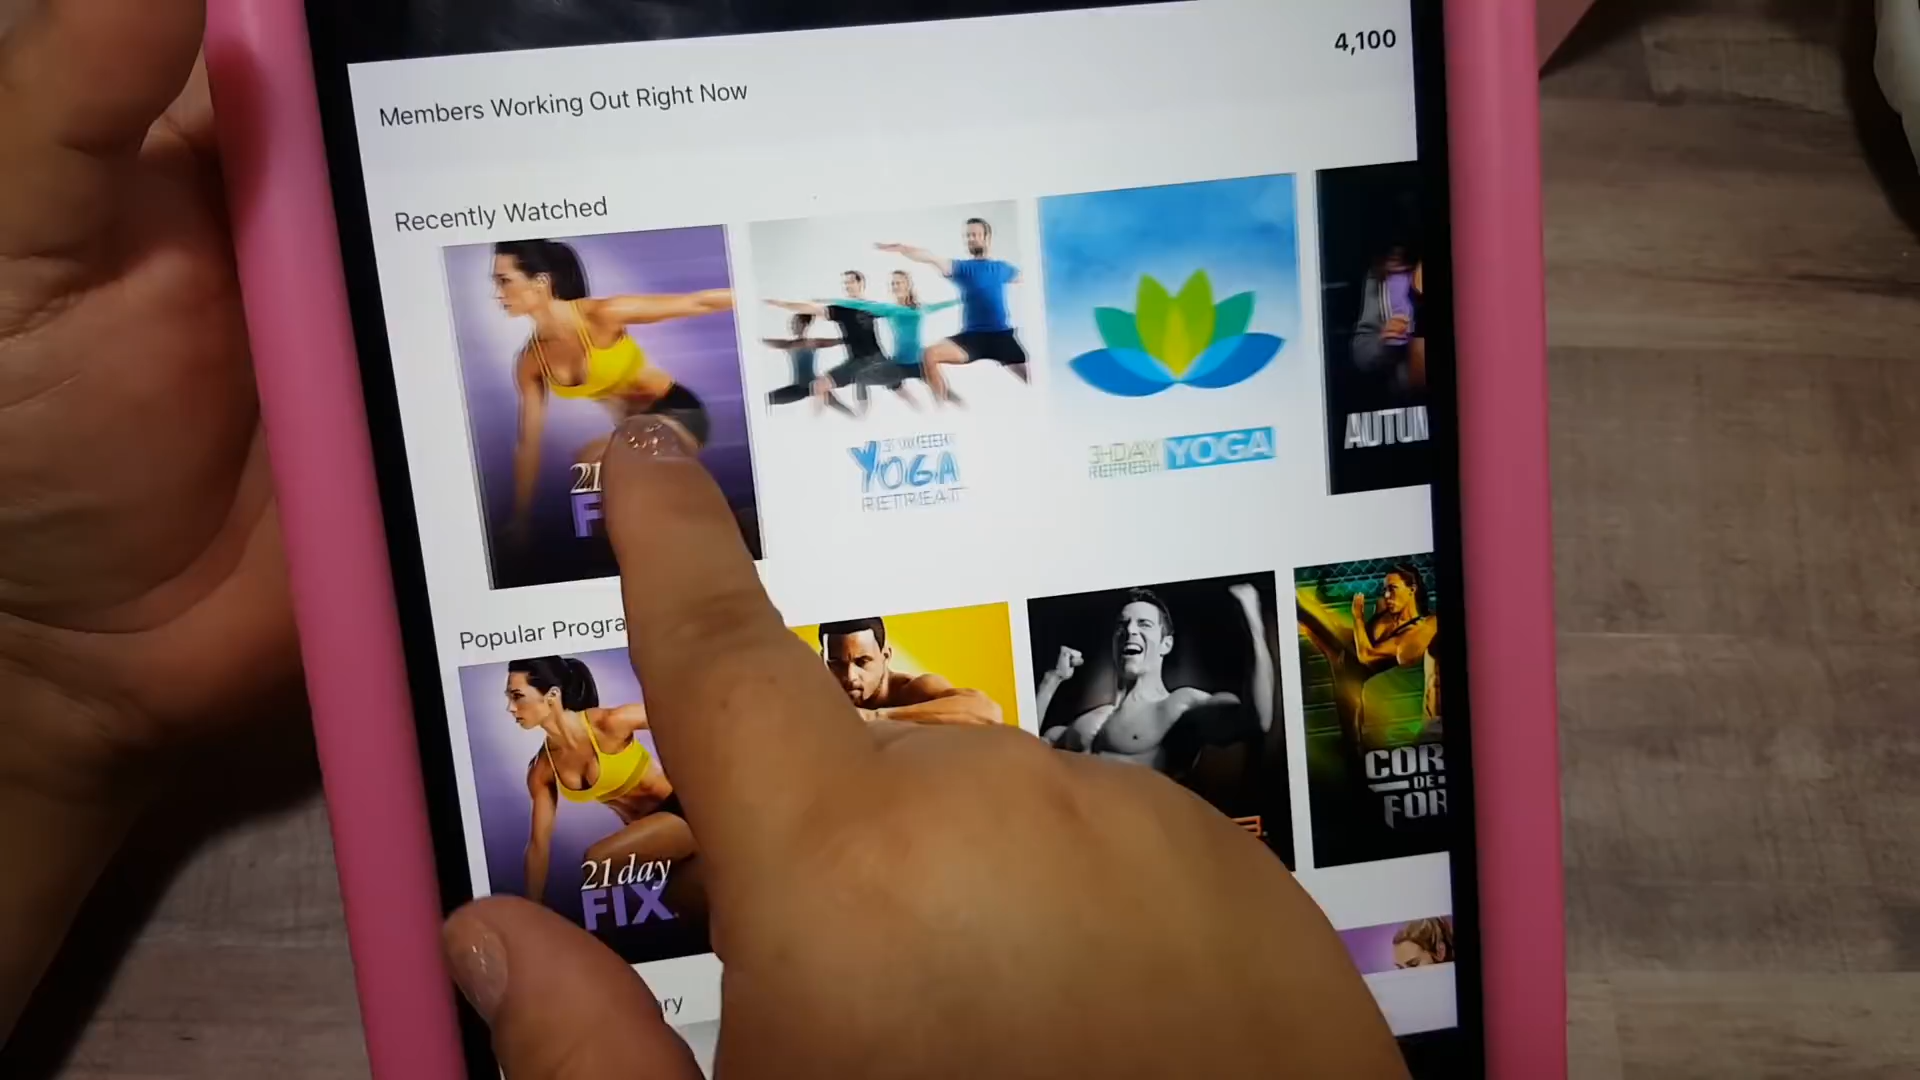 4,100
Members Working Out Right Now
Recently Watched
21
F
3 WEEK
YOGA
RETREAT
3-DAY
REFRESH
YOGA
AUTUM
Popular Progra
21 day
FIX
COR
DE
FOR
ry